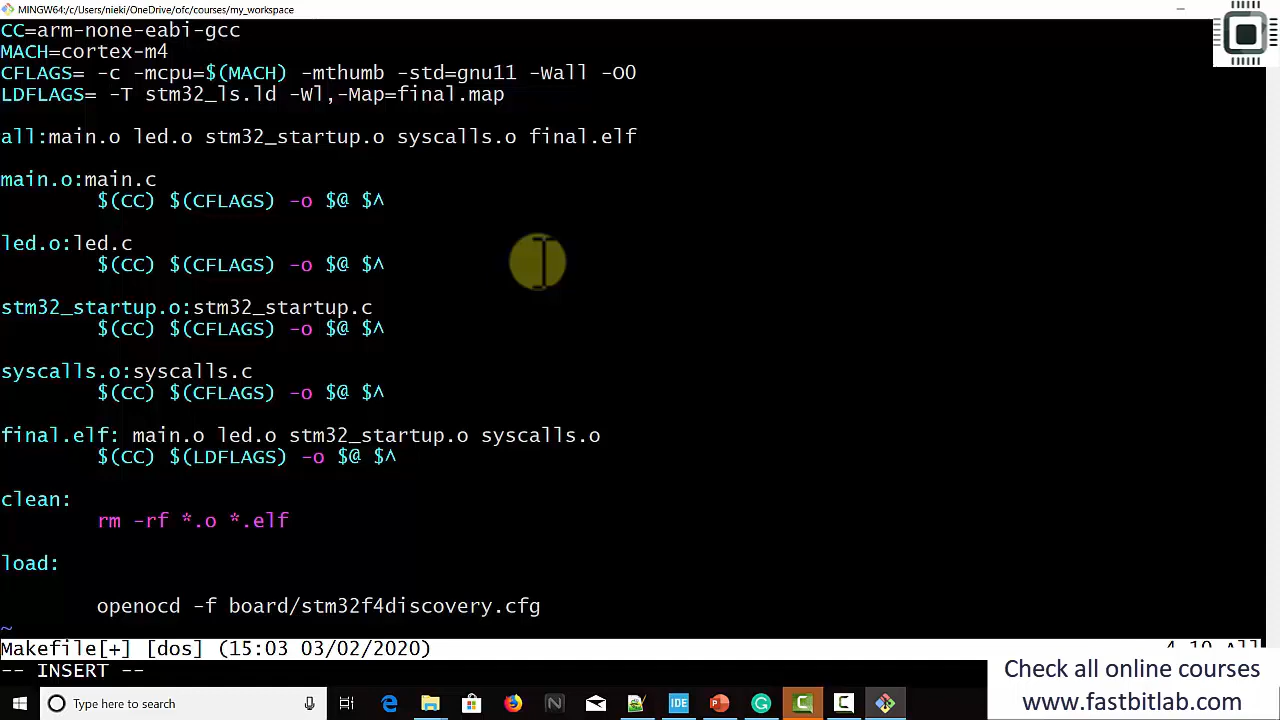 MINGW64:/c/Users/nieki/OneDrive/ofc/courses/my_workspace
CC=arm-none-eabi-gcc
MACH=cortex-m4
CFLAGS= -c -mcpu=$(MACH) -mthumb -std=gnu11 -Wall -O0
LDFLAGS= -T stm32_ls.ld -Wl,-Map=final.map
all:main.o led.o stm32_startup.o syscalls.o final.elf
main.o:main.c
$(CC) $(CFLAGS) -o $@ $^
led.o:led.c
$(CC) $(CFLAGS) -o $@ $^
stm32_startup.o:stm32_startup.c
$(CC) $(CFLAGS) -o $@ $^
syscalls.o:syscalls.c
$(CC) $(CFLAGS) -o $@ $^
final.elf: main.o led.o stm32_startup.o syscalls.o
$(CC) $(LDFLAGS) -o $@ $^
clean:
rm -rf *.o *.elf
load:
openocd -f board/stm32f4discovery.cfg
~
Makefile[+] [dos] (15:03 03/02/2020)
-- INSERT --
Check all online courses
www.fastbitlab.com
Type here to search
IDE